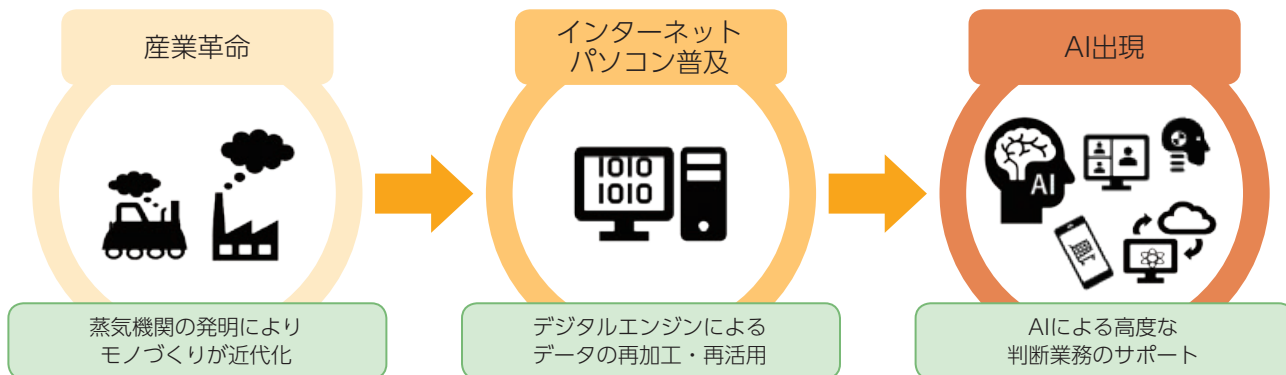 産業革命
蒸気機関の発明により
モノづくりが近代化
インターネット
パソコン普及
1010
1010
デジタルエンジンによる
データの再加工・再活用
AI出現
AI
AIによる高度な
判断業務のサポート